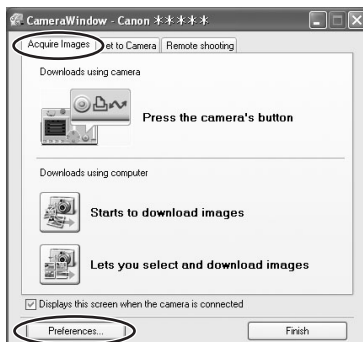 CameraWindow - Canon *****
Acquire Images
et to Camera
Remote shooting
Downloads using camera
Press the camera's button
Downloads using computer
Starts to download images
Lets you select and download images
Displays this screen when the camera is connected
Preferences...
Finish